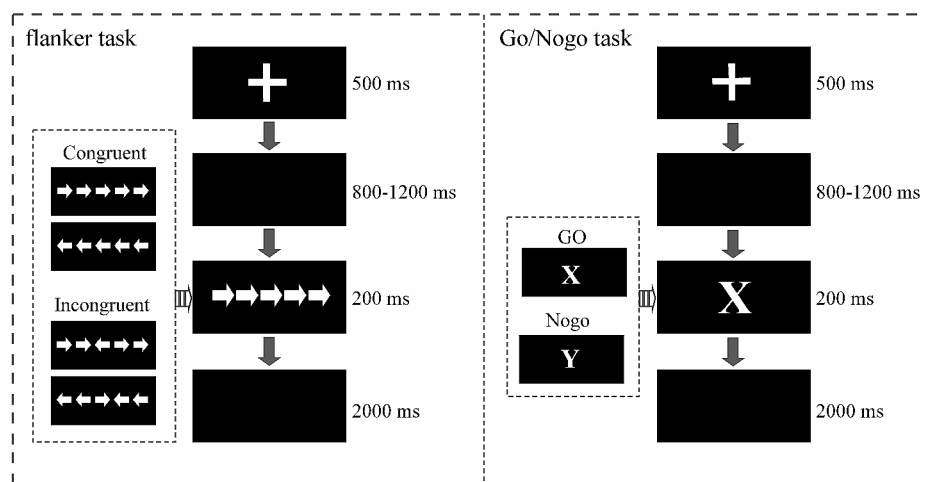 flanker task
500 ms
Congruent
800-1200 ms
200 ms
Incongruent
2000 ms
Go/Nogo task
500 ms
800-1200 ms
GO
X
X
200 ms
Nogo
Y
2000 ms